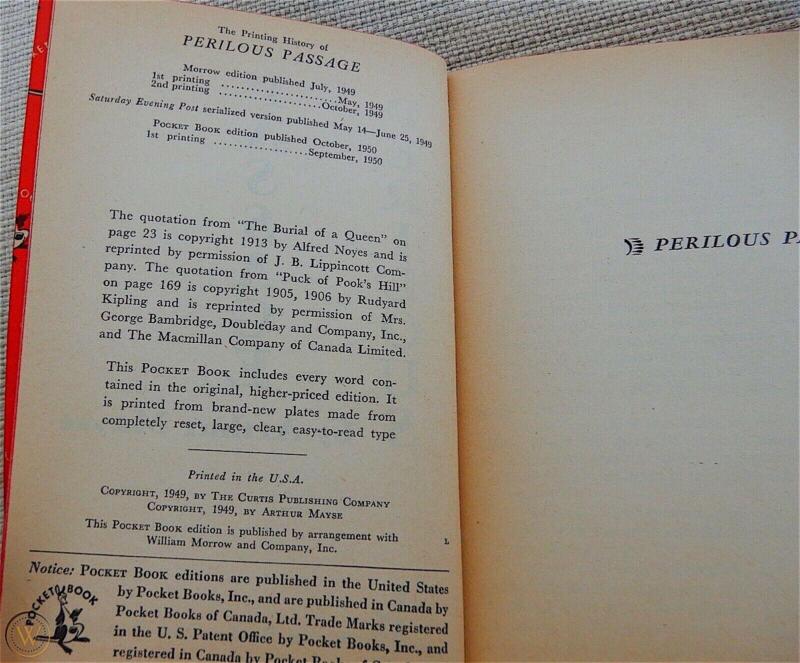 The Printing History of
PERILOUS PASSAGE
Morrow edition published July, 1949
1st printing ........................May, 1949
2nd printing .....................October, 1949
Saturday Evening Post serialized version published May 14—June 25, 1949
POCKET BOOK edition published October, 1950
1st printing ...................September, 1950
The quotation from "The Burial of a Queen" on
page 23 is copyright 1913 by Alfred Noyes and is
reprinted by permission of J. B. Lippincott Com-
pany. The quotation from "Puck of Pook's Hill"
on page 169 is copyright 1905, 1906 by Rudyard
Kipling and is reprinted by permission of Mrs.
George Bambridge, Doubleday and Company, Inc.,
and The Macmillan Company of Canada Limited.
This POCKET BOOK includes every word con-
tained in the original, higher-priced edition. It
is printed from brand-new plates made from
completely reset, large, clear, easy-to-read type
Printed in the U.S.A.
COPYRIGHT, 1949, BY THE CURTIS PUBLISHING COMPANY
COPYRIGHT, 1949, BY ARTHUR MAYSE
This POCKET BOOK edition is published by arrangement with
William Morrow and Company, Inc.
L
Notice: POCKET BOOK editions are published in the United States
by Pocket Books, Inc., and are published in Canada by
Pocket Books of Canada, Ltd. Trade Marks registered
in the U. S. Patent Office by Pocket Books, Inc., and
registered in Canada by Pocket Books of
POCKET BOOK
W
PERILOUS PA